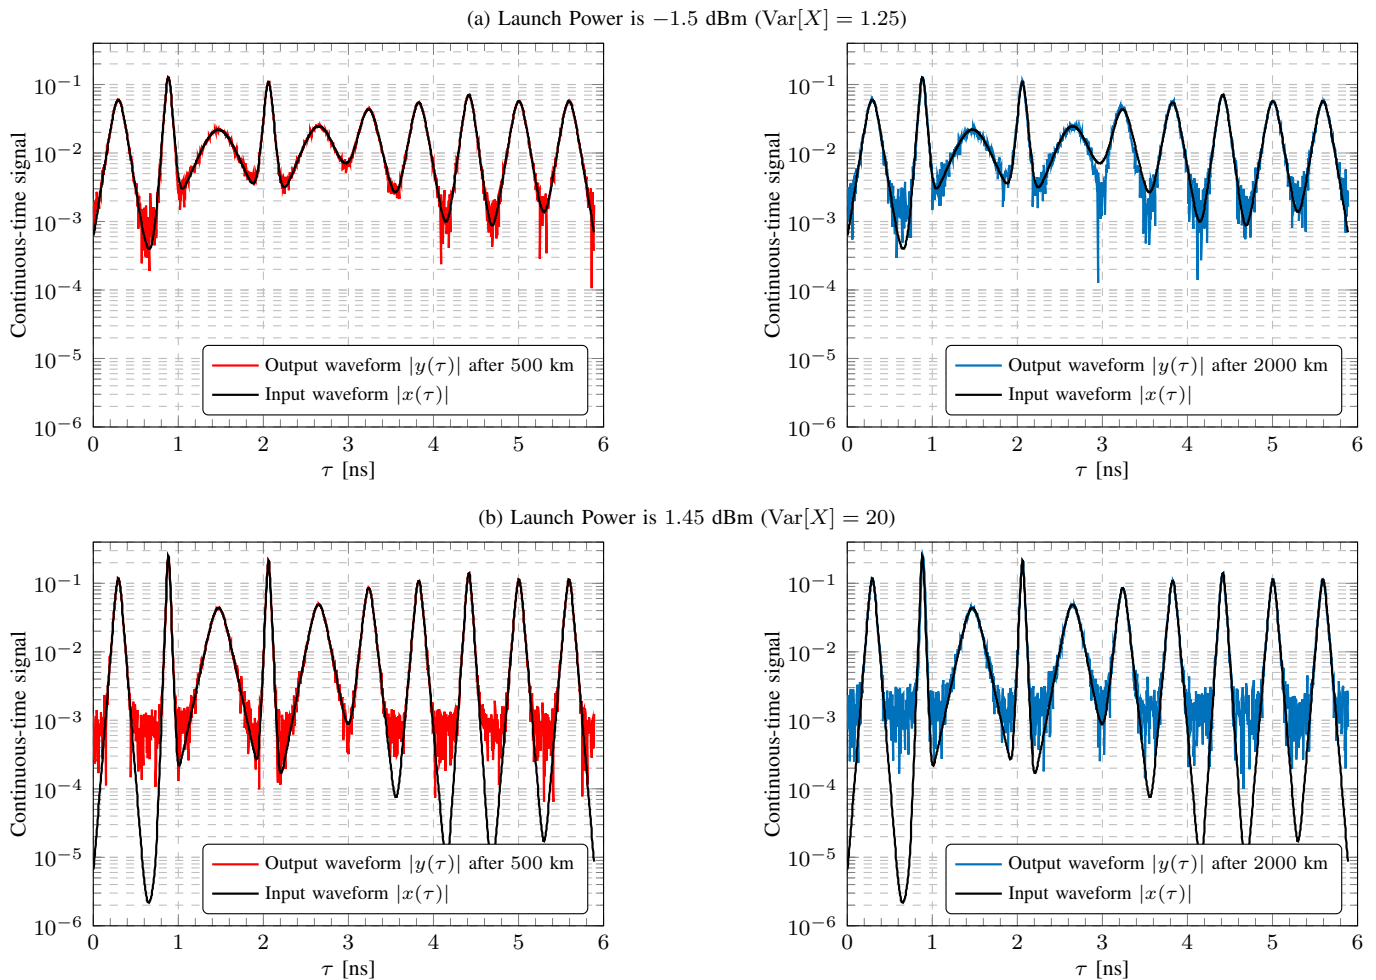 (a) Launch Power is −1.5 dBm (Var[X] = 1.25)
Continuous-time signal
10⁻¹
10⁻²
10⁻³
10⁻⁴
10⁻⁵
10⁻⁶
Output waveform |y(τ)| after 500 km
Input waveform |x(τ)|
0 1 2 3 4 5 6
τ [ns]
Continuous-time signal
10⁻¹
10⁻²
10⁻³
10⁻⁴
10⁻⁵
10⁻⁶
Output waveform |y(τ)| after 2000 km
Input waveform |x(τ)|
0 1 2 3 4 5 6
τ [ns]
(b) Launch Power is 1.45 dBm (Var[X] = 20)
Continuous-time signal
10⁻¹
10⁻²
10⁻³
10⁻⁴
10⁻⁵
10⁻⁶
Output waveform |y(τ)| after 500 km
Input waveform |x(τ)|
0 1 2 3 4 5 6
τ [ns]
Continuous-time signal
10⁻¹
10⁻²
10⁻³
10⁻⁴
10⁻⁵
10⁻⁶
Output waveform |y(τ)| after 2000 km
Input waveform |x(τ)|
0 1 2 3 4 5 6
τ [ns]